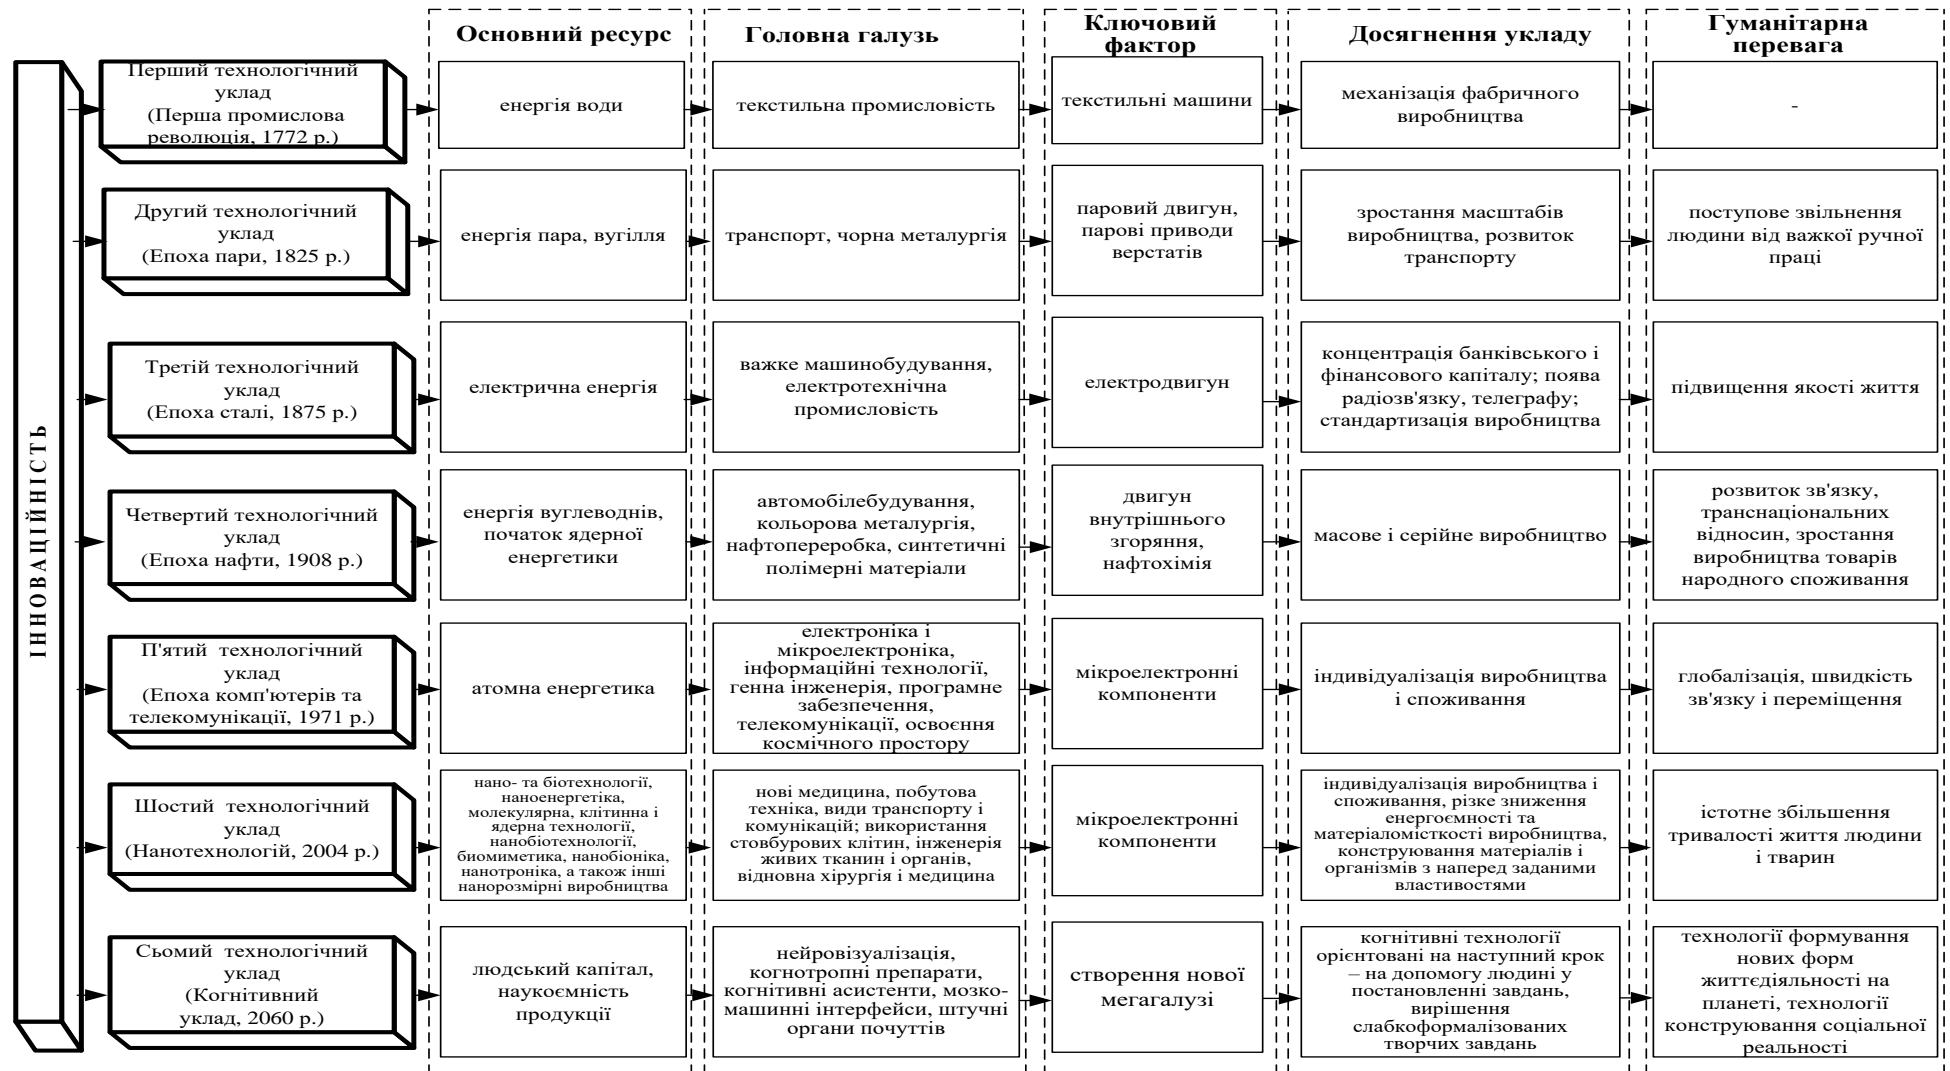 Основний ресурс
Головна галузь
Ключовий
фактор
Досягнення укладу
Гуманітарна
перевага
ІННОВАЦІЙНІСТЬ
Перший технологічний
уклад
(Перша промислова
революція, 1772 р.)
енергія води
текстильна промисловість
текстильні машини
механізація фабричного
виробництва
-
Другий технологічний
уклад
(Епоха пари, 1825 р.)
енергія пара, вугілля
транспорт, чорна металургія
паровий двигун,
парові приводи
верстатів
зростання масштабів
виробництва, розвиток
транспорту
поступове звільнення
людини від важкої ручної
праці
Третій технологічний
уклад
(Епоха сталі, 1875 р.)
електрична енергія
важке машинобудування,
електротехнічна
промисловість
електродвигун
концентрація банківського і
фінансового капіталу; поява
радіозв'язку, телеграфу;
стандартизація виробництва
підвищення якості життя
Четвертий технологічний
уклад
(Епоха нафти, 1908 р.)
енергія вуглеводнів,
початок ядерної
енергетики
автомобілебудування,
кольорова металургія,
нафтопереробка, синтетичні
полімерні матеріали
двигун
внутрішнього
згоряння,
нафтохімія
масове і серійне виробництво
розвиток зв'язку,
транснаціональних
відносин, зростання
виробництва товарів
народного споживання
П'ятий технологічний
уклад
(Епоха комп'ютерів та
телекомунікації, 1971 р.)
атомна енергетика
електроніка і
мікроелектроніка,
інформаційні технології,
генна інженерія, програмне
забезпечення,
телекомунікації, освоєння
космічного простору
мікроелектронні
компоненти
індивідуалізація виробництва
і споживання
глобалізація, швидкість
зв'язку і переміщення
Шостий технологічний
уклад
(Нанотехнологій, 2004 р.)
нано- та біотехнології,
наноенергетіка,
молекулярна, клітинна і
ядерна технології,
нанобіотехнології,
биомиметика, нанобіоніка,
нанотроніка, а також інші
нанорозмірні виробництва
нові медицина, побутова
техніка, види транспорту і
комунікацій; використання
стовбурових клітин, інженерія
живих тканин і органів,
відновна хірургія і медицина
мікроелектронні
компоненти
індивідуалізація виробництва і
споживання, різке зниження
енергоємності та
матеріаломісткості виробництва,
конструювання матеріалів і
організмів з наперед заданими
властивостями
істотне збільшення
тривалості життя людини
і тварин
Сьомий технологічний
уклад
(Когнітивний
уклад, 2060 р.)
людський капітал,
наукоємність
продукції
нейровізуалізація,
когнотропні препарати,
когнітивні асистенти, мозко-
машинні інтерфейси, штучні
органи почуттів
створення нової
мегагалузі
когнітивні технології
орієнтовані на наступний крок
– на допомогу людині у
постановленні завдань,
вирішення
слабкоформалізованих
творчих завдань
технології формування
нових форм
життєдіяльності на
планеті, технології
конструювання соціальної
реальності